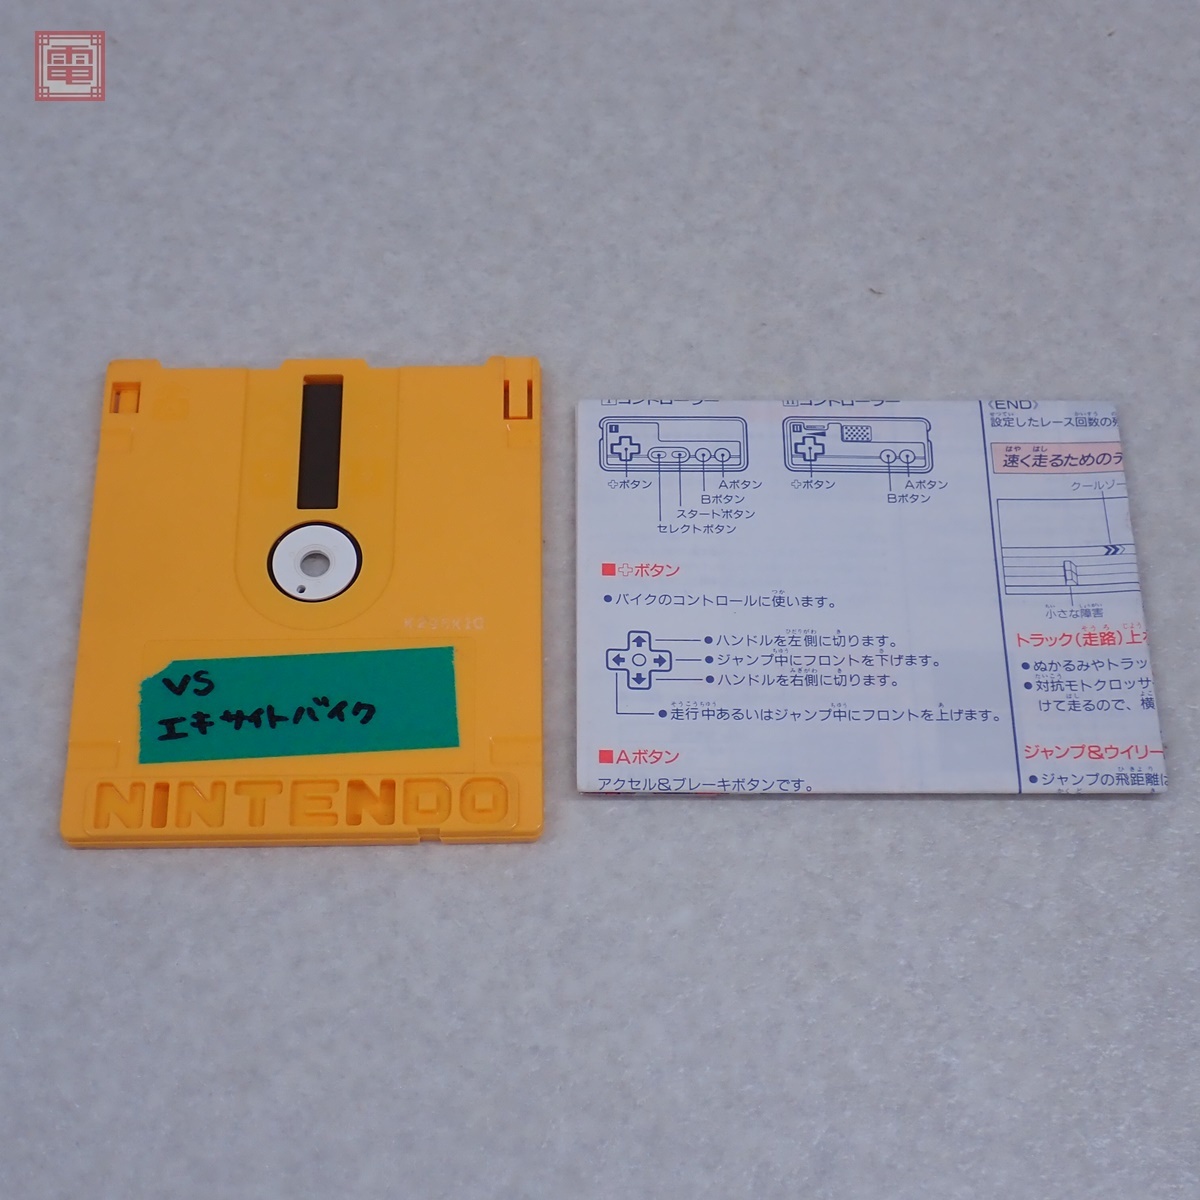 電
VS
エキサイトバイク
NINTENDO
Iコントローラー
IIコントローラー
I
II
✚ボタン
Aボタン
Bボタン
スタートボタン
セレクトボタン
✚ボタン
Aボタン
Bボタン
■✚ボタン
●バイクのコントロールに使います。
●ハンドルを左側に切ります。
●ジャンプ中にフロントを下げます。
●ハンドルを右側に切ります。
●走行中あるいはジャンプ中にフロントを上げます。
■Aボタン
アクセル&ブレーキボタンです。
《END》
設定したレース回数の
速く走るための
クールゾー
小さな障害
トラック(走路)上
●ぬかるみやトラッ
●対抗モトクロッサ
けて走るので、横
ジャンプ&ウイリー
●ジャンプの飛距離は